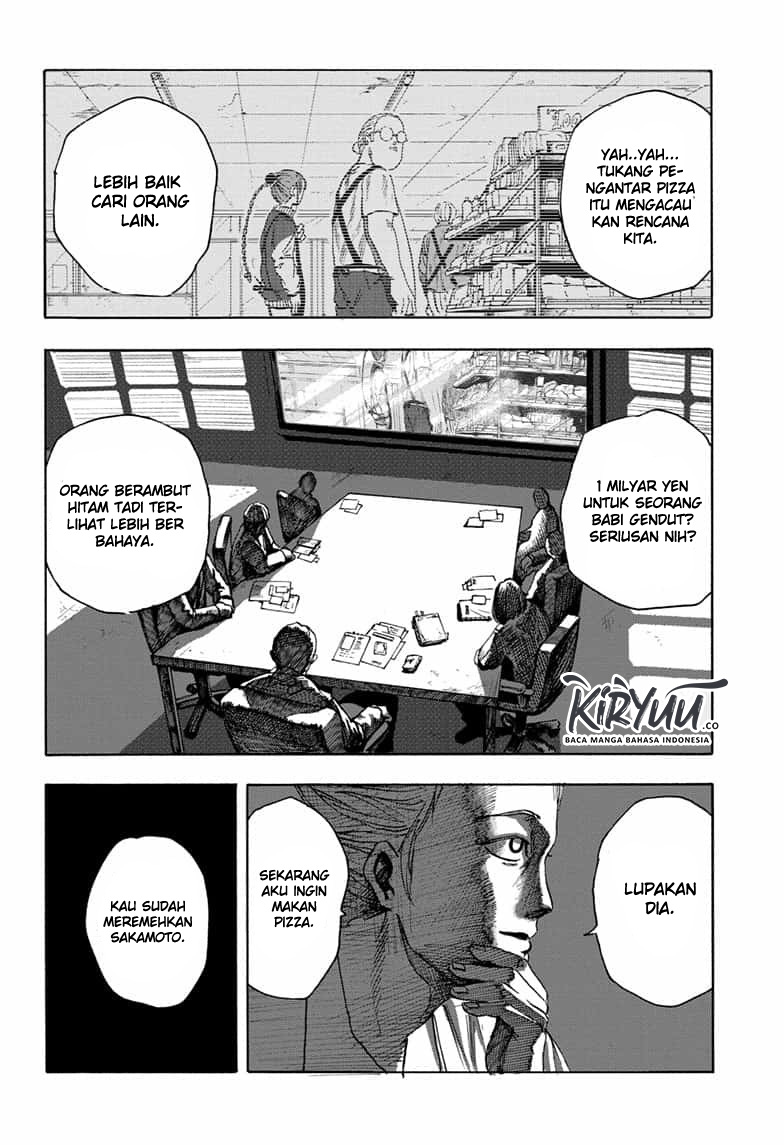 YAH..YAH...
TUKANG PE-
NGANTAR PIZZA
ITU MENGACAU
KAN RENCANA
KITA.
LEBIH BAIK
CARI ORANG
LAIN.
100
1 MILYAR YEN
UNTUK SEORANG
BABI GENDUT?
SERIUSAN NIH?
ORANG BERAMBUT
HITAM TADI TER-
LIHAT LEBIH BER
BAHAYA.
KIRYUU.CO
BACA MANGA BAHASA INDONESIA
LUPAKAN
DIA.
SEKARANG
AKU INGIN
MAKAN
PIZZA.
KAU SUDAH
MEREMEHKAN
SAKAMOTO.